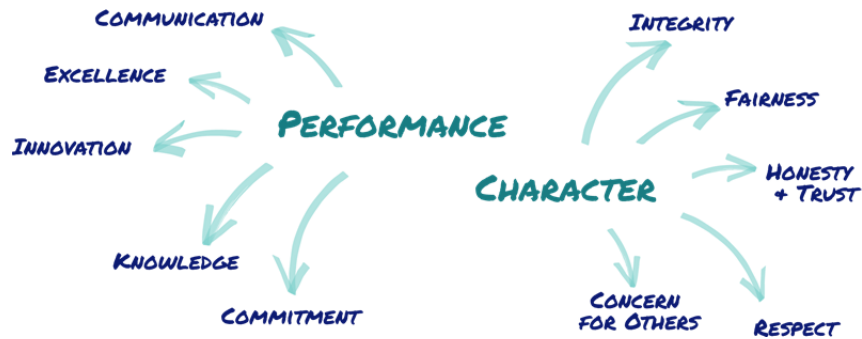 COMMUNICATION
EXCELLENCE
INNOVATION
PERFORMANCE
KNOWLEDGE
COMMITMENT
INTEGRITY
FAIRNESS
HONESTY
& TRUST
CHARACTER
CONCERN
FOR OTHERS
RESPECT